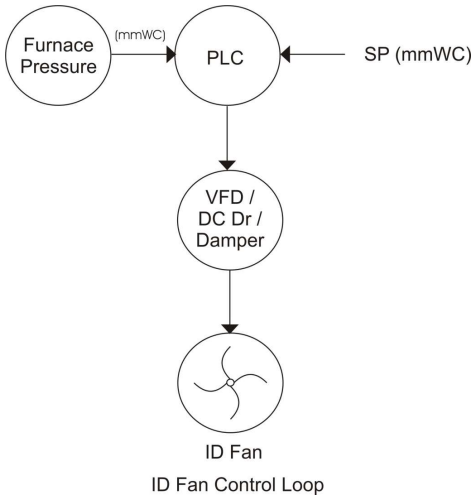 Furnace
Pressure
(mmWC)
PLC
SP (mmWC)
VFD /
DC Dr /
Damper
ID Fan
ID Fan Control Loop